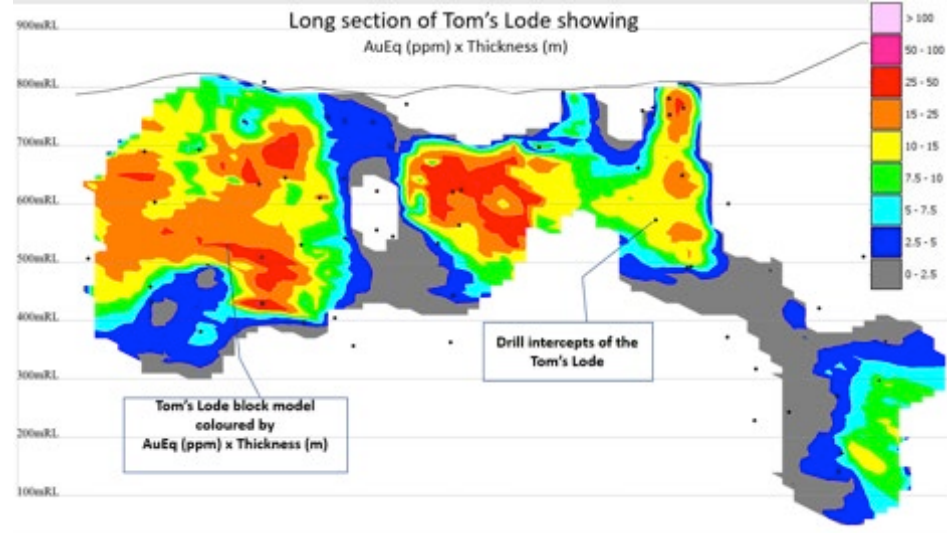 Long section of Tom's Lode showing
AuEq (ppm) x Thickness (m)
900mRL
800mRL
700mRL
600mRL
500mRL
400mRL
300mRL
200mRL
100mRL
> 100
50 - 100
25 - 50
15 - 25
10 - 15
7.5 - 10
5 - 7.5
2.5 - 5
0 - 2.5
Drill intercepts of the
Tom's Lode
Tom's Lode block model
coloured by
AuEq (ppm) x Thickness (m)